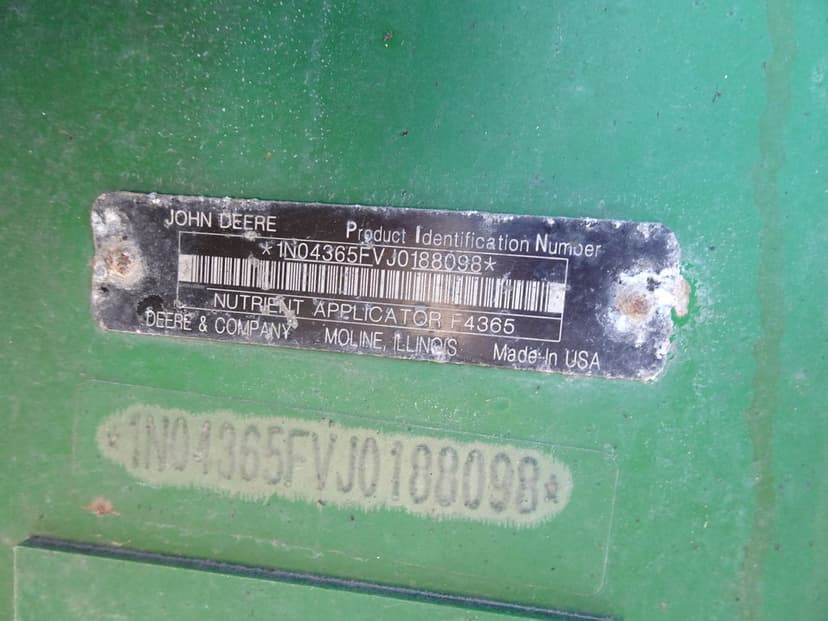 JOHN DEERE Product Identification Number
*1N04365FVJ0188098*
NUTRIENT APPLICATOR F4365
DEERE & COMPANY MOLINE, ILLINOIS Made in USA
*1N04365FVJ0188098*